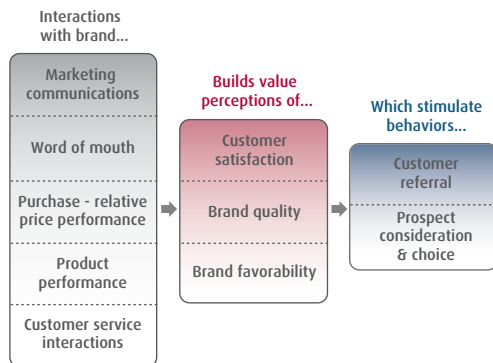 Interactions
with brand...
Marketing
communications
Word of mouth
Purchase - relative
price performance
Product
performance
Customer service
interactions
Builds value
perceptions of...
Customer
satisfaction
Brand quality
Brand favorability
Which stimulate
behaviors...
Customer
referral
Prospect
consideration
& choice